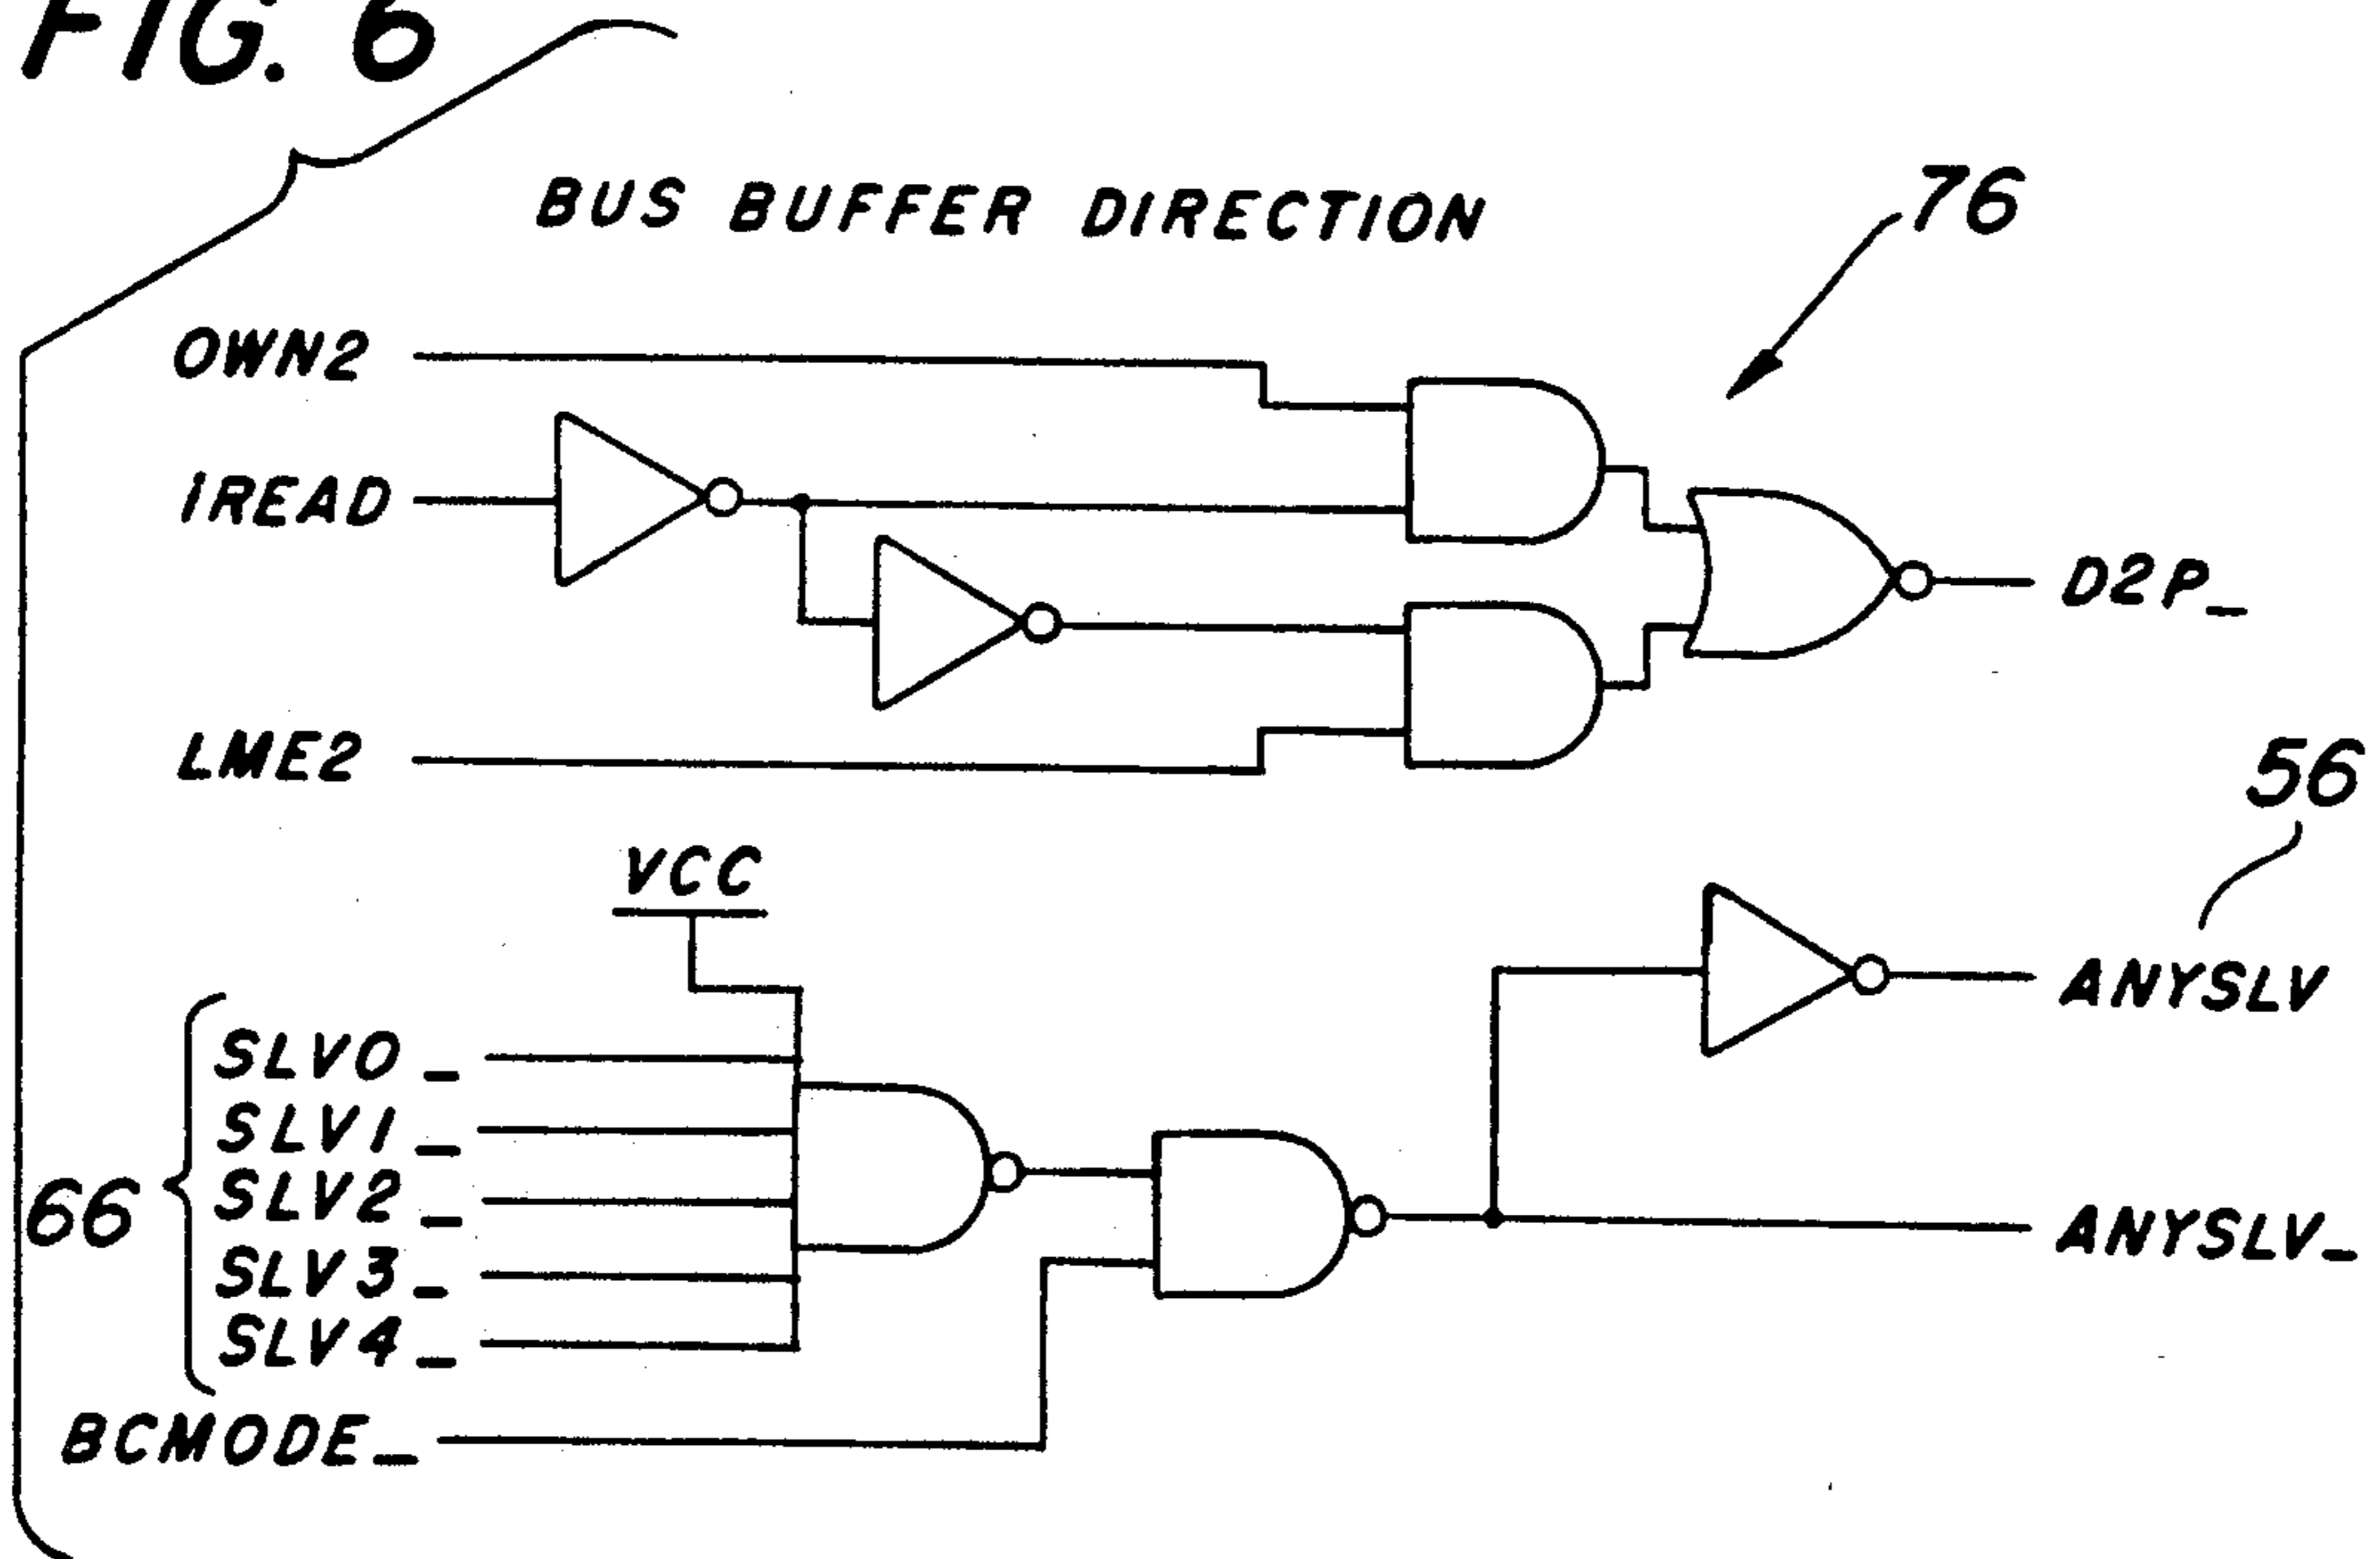 FIG. 6
BUS BUFFER DIRECTION
76
OWN2
IREAD
D2P_
LME2
56
VCC
ANYSLV
66
SLV0_
SLV1_
SLV2_
SLV3_
SLV4_
ANYSLV_
BCMODE_